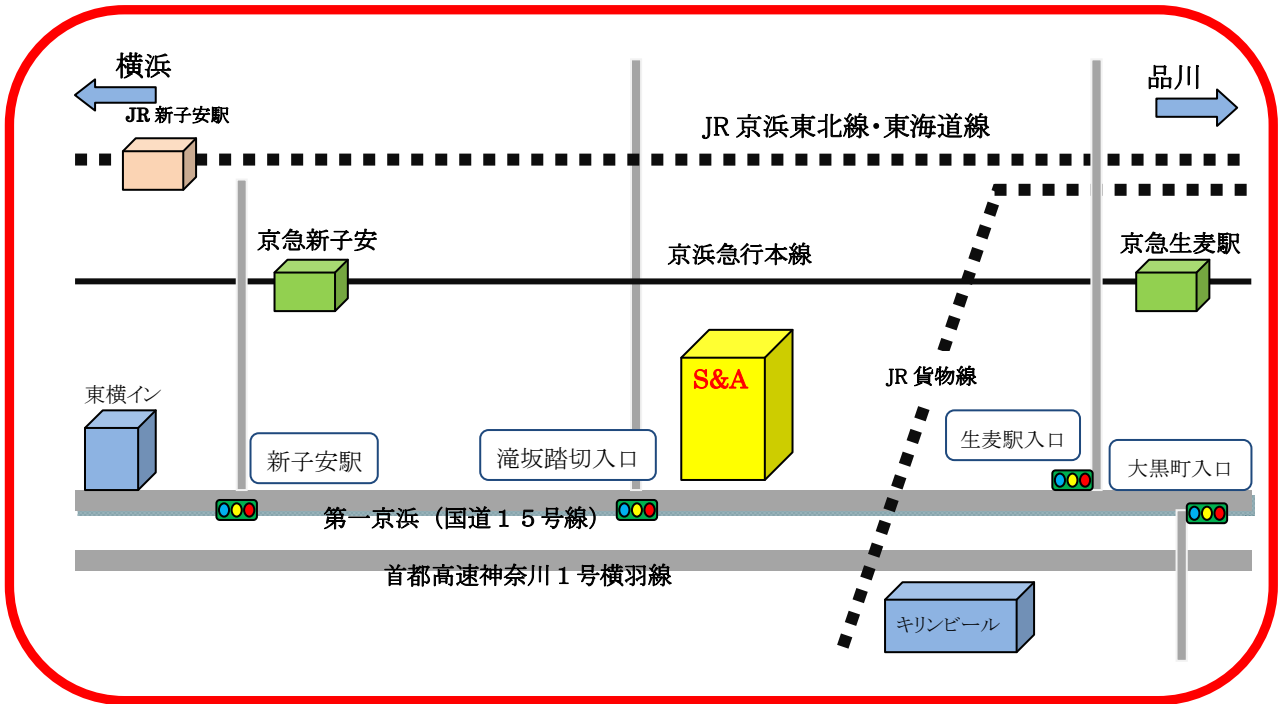 横浜
品川
JR 新子安駅
JR 京浜東北線・東海道線
京急新子安
京浜急行本線
京急生麦駅
S&A
JR 貨物線
東横イン
新子安駅
滝坂踏切入口
生麦駅入口
大黒町入口
第一京浜（国道１５号線）
首都高速神奈川１号横羽線
キリンビール